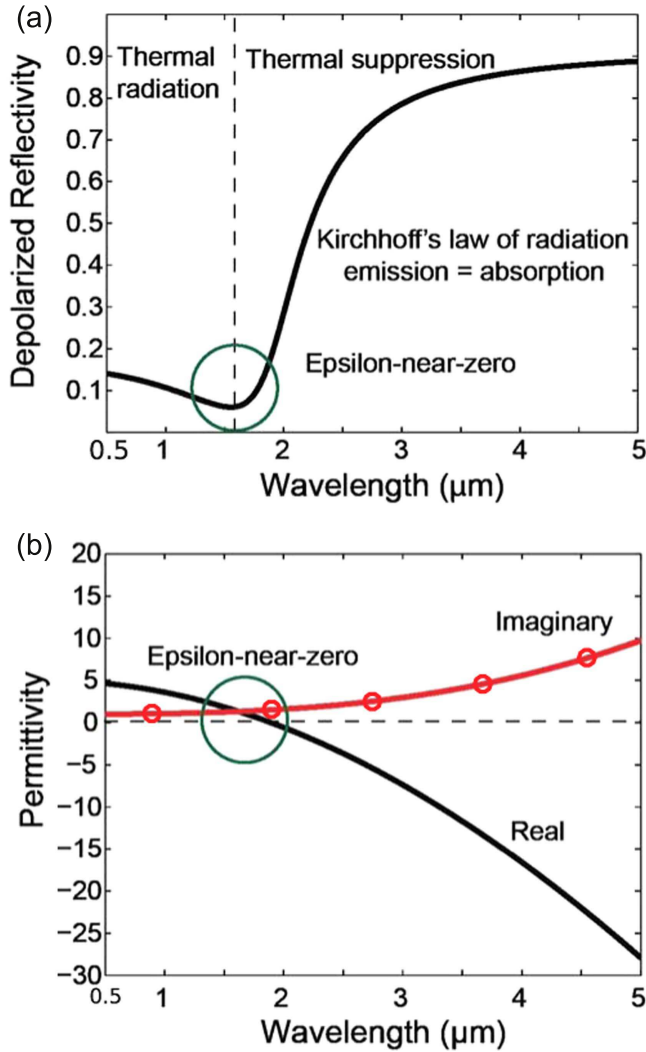 (a)
Depolarized Reflectivity
0.9
0.8
0.7
0.6
0.5
0.4
0.3
0.2
0.1
Thermal
radiation
Thermal suppression
Kirchhoff's law of radiation
emission = absorption
Epsilon-near-zero
0.5 1 2 3 4 5
Wavelength (μm)
(b)
Permittivity
20
15
10
5
0
−5
−10
−15
−20
−25
−30
Imaginary
Epsilon-near-zero
Real
0.5 1 2 3 4 5
Wavelength (μm)